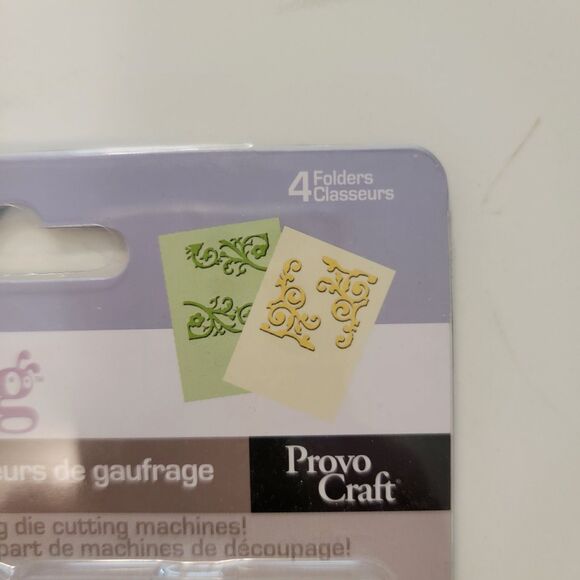 4 Folders
Classeurs
eurs de gaufrage
Provo
Craft®
g die cutting machines!
part de machines de découpage!